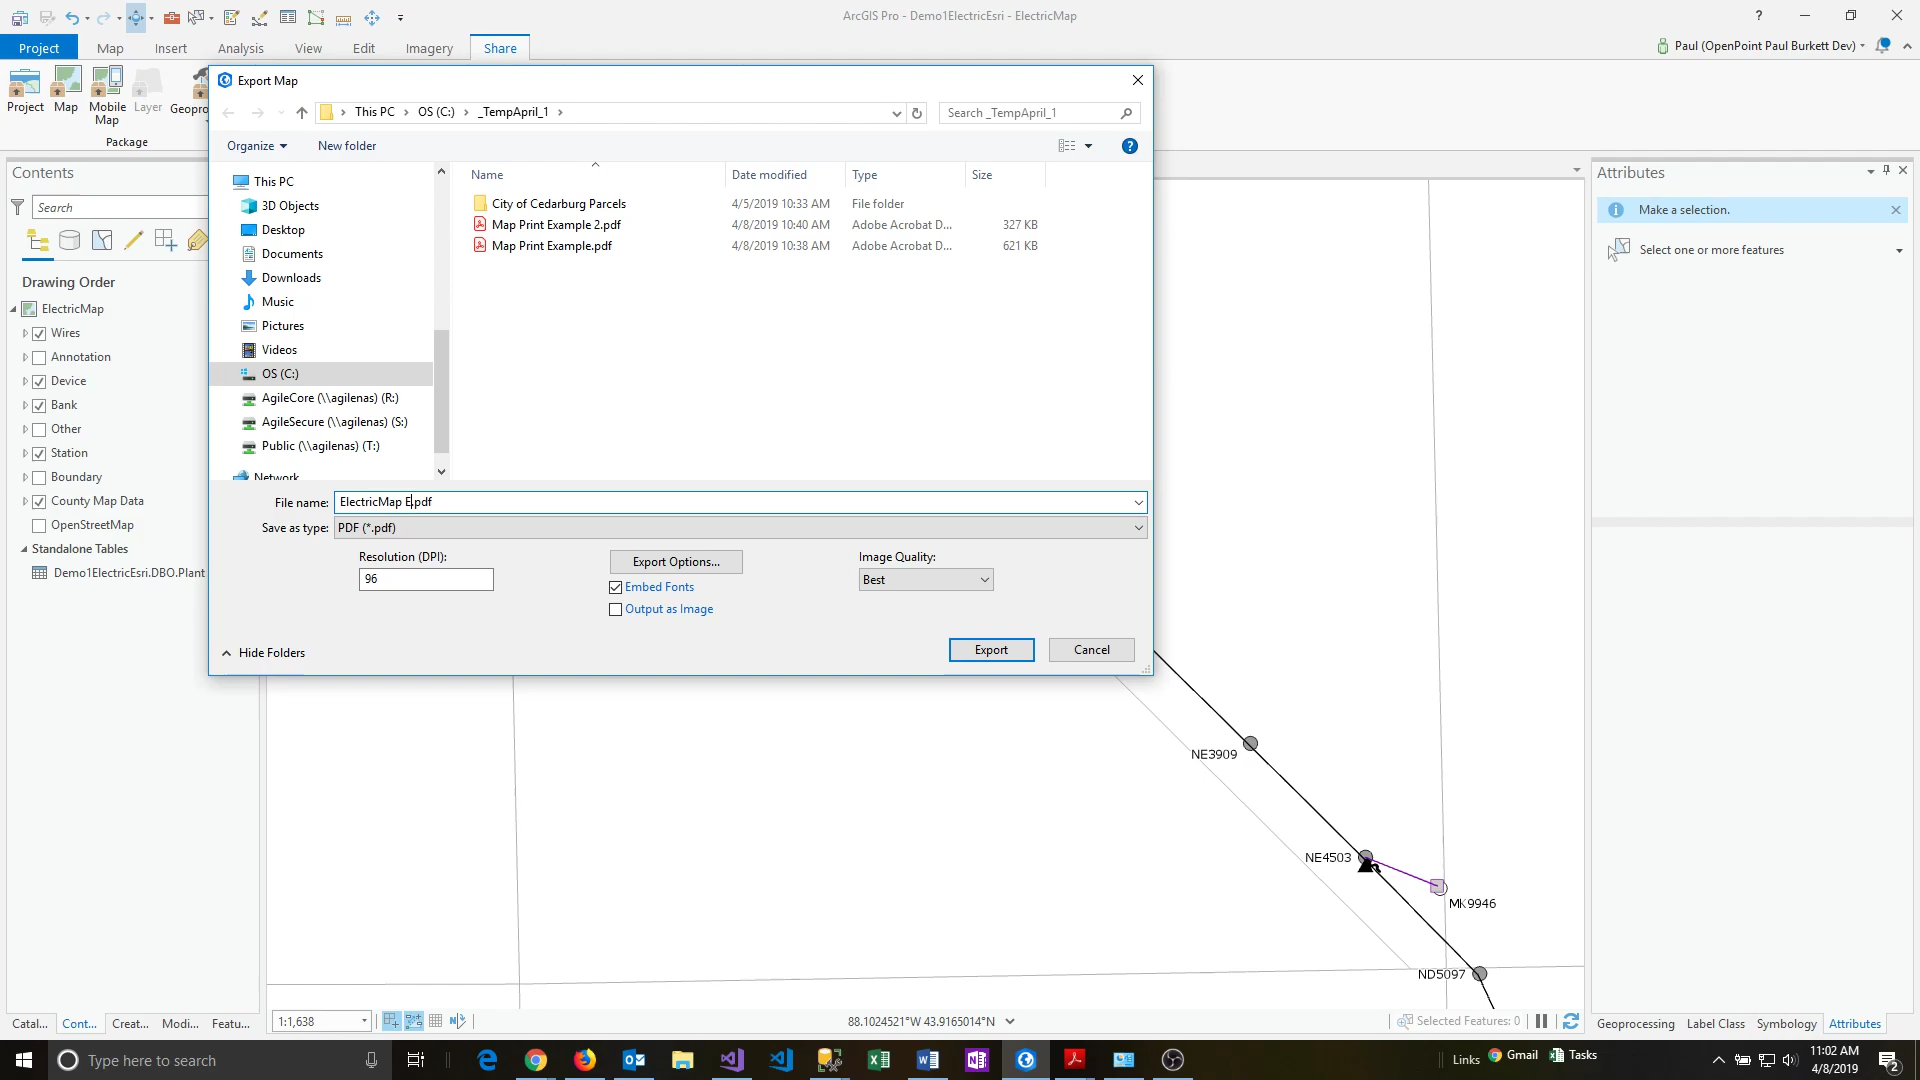 ArcGIS Pro - Demo1ElectricEsri - ElectricMap
?
Project
Map
Insert
Analysis
View
Edit
Imagery
Share
Paul (OpenPoint Paul Burkett Dev)
Project
Map
Mobile
Map
Layer
Geopro
Package
Export Map
This PC
OS (C:)
_TempApril_1
Search _TempApril_1
Organize
New folder
?
Name
Date modified
Type
Size
City of Cedarburg Parcels
4/5/2019 10:33 AM
File folder
Map Print Example 2.pdf
4/8/2019 10:40 AM
Adobe Acrobat D...
327 KB
Map Print Example.pdf
4/8/2019 10:38 AM
Adobe Acrobat D...
621 KB
This PC
3D Objects
Desktop
Documents
Downloads
Music
Pictures
Videos
OS (C:)
AgileCore (\\agilenas) (R:)
AgileSecure (\\agilenas) (S:)
Public (\\agilenas) (T:)
Network
File name:
ElectricMap E.pdf
Save as type:
PDF (*.pdf)
Resolution (DPI):
96
Export Options...
Embed Fonts
Output as Image
Image Quality:
Best
Hide Folders
Export
Cancel
Contents
Search
Drawing Order
ElectricMap
Wires
Annotation
Device
Bank
Other
Station
Boundary
County Map Data
OpenStreetMap
Standalone Tables
Demo1ElectricEsri.DBO.Plant
Attributes
Make a selection.
Select one or more features
NE3909
NE4503
MK9946
ND5097
Catal...
Cont...
Creat...
Modi...
Featu...
1:1,638
88.1024521°W 43.9165014°N
Selected Features: 0
Geoprocessing
Label Class
Symbology
Attributes
Type here to search
Links
Gmail
Tasks
11:02 AM
4/8/2019
2